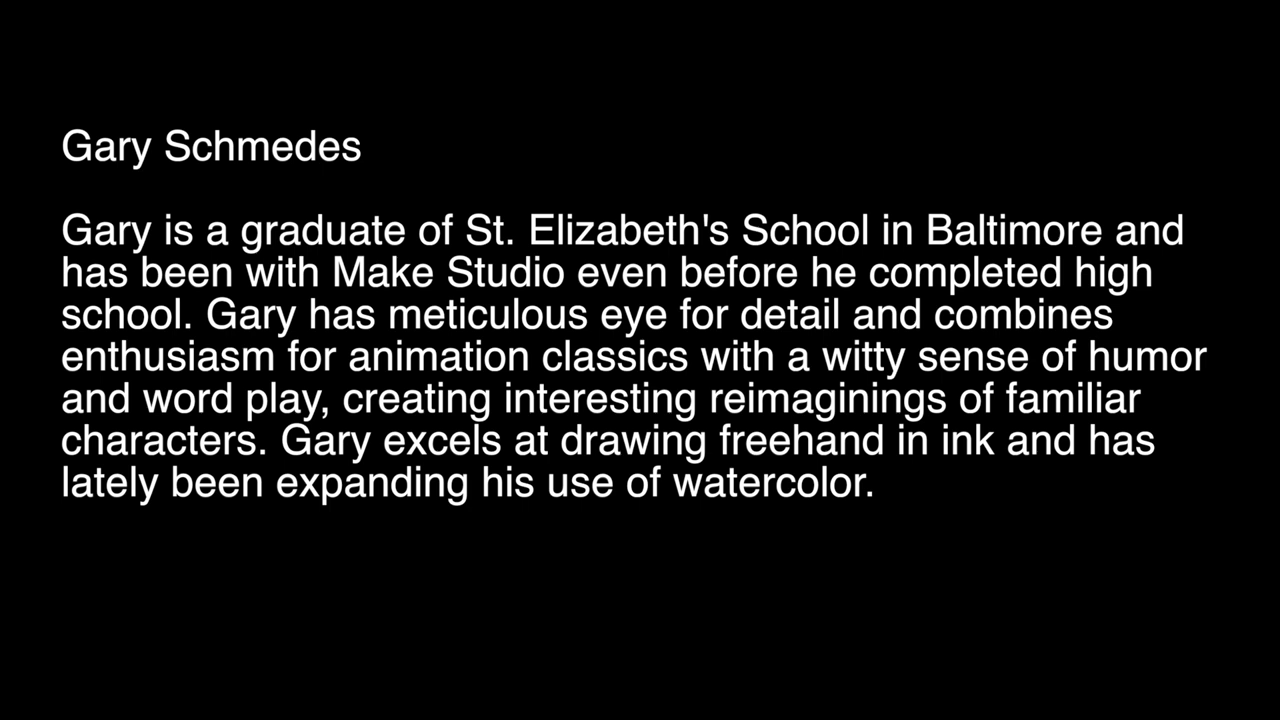 Gary Schmedes
Gary is a graduate of St. Elizabeth's School in Baltimore and
has been with Make Studio even before he completed high
school. Gary has meticulous eye for detail and combines
enthusiasm for animation classics with a witty sense of humor
and word play, creating interesting reimaginings of familiar
characters. Gary excels at drawing freehand in ink and has
lately been expanding his use of watercolor.